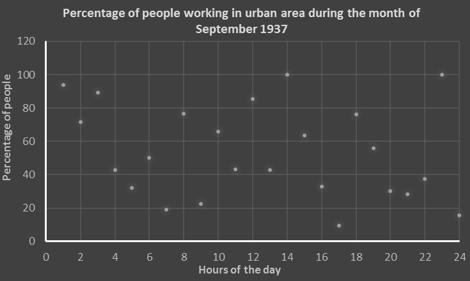 Percentage of people working in urban area during the month of
September 1937
Percentage of people
120
100
80
60
40
20
0
0 2 4 6 8 10 12 14 16 18 20 22 24
Hours of the day